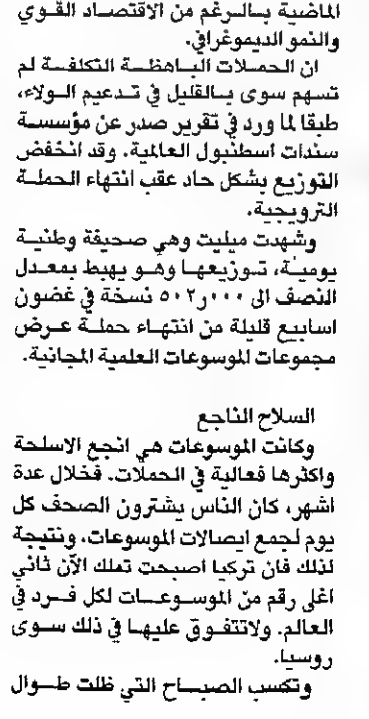 الماضية بالرغم من الاقتصاد القوي
والنمو الديموغرافي.
ان الحملات الباهظة التكلفة لم
تسهم سوى بالقليل في تدعيم الولاء،
طبقا لما ورد في تقرير صدر عن مؤسسة
سندات اسطنبول العالمية. وقد انخفض
التوزيع بشكل حاد عقب انتهاء الحملة
الترويجية.
وشهدت ميليت وهي صحيفة وطنية
يومية، توزيعها وهو يهبط بمعدل
النصف الى ٥٠٢٫٠٠٠ نسخة في غضون
اسابيع قليلة من انتهاء حملة عرض
مجموعات الموسوعات العلمية المجانية.
السلاح الناجع
وكانت الموسوعات هي انجع الاسلحة
واكثرها فعالية في الحملات. فخلال عدة
اشهر، كان الناس يشترون الصحف كل
يوم لجمع ايصالات الموسوعات، ونتيجة
لذلك فان تركيا اصبحت تملك الآن ثاني
اعلى رقم من الموسوعات لكل فرد في
العالم. ولاتتفوق عليها في ذلك سوى
روسيا.
وتكسب الصباح التي ظلت طوال